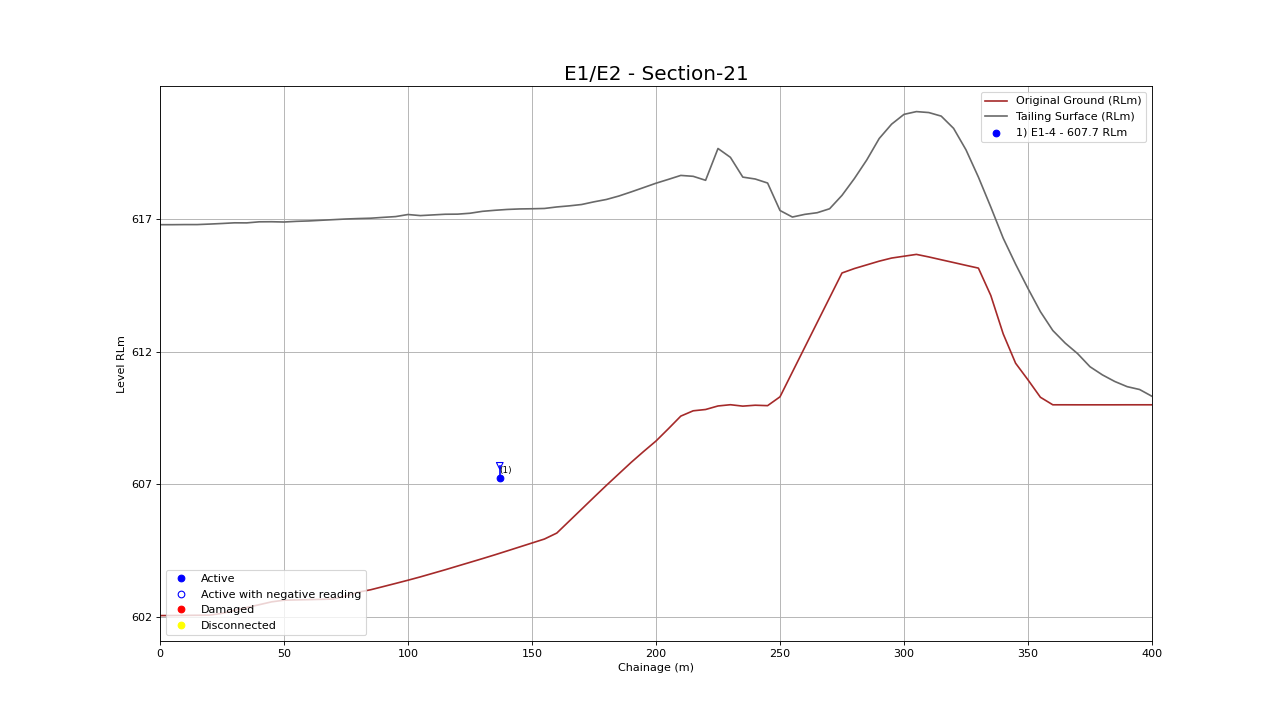 E1/E2 - Section-21
Original Ground (RLm)
Tailing Surface (RLm)
1) E1-4 - 607.7 RLm
617
612
607
602
Level RLm
1)
Active
Active with negative reading
Damaged
Disconnected
0 50 100 150 200 250 300 350 400
Chainage (m)